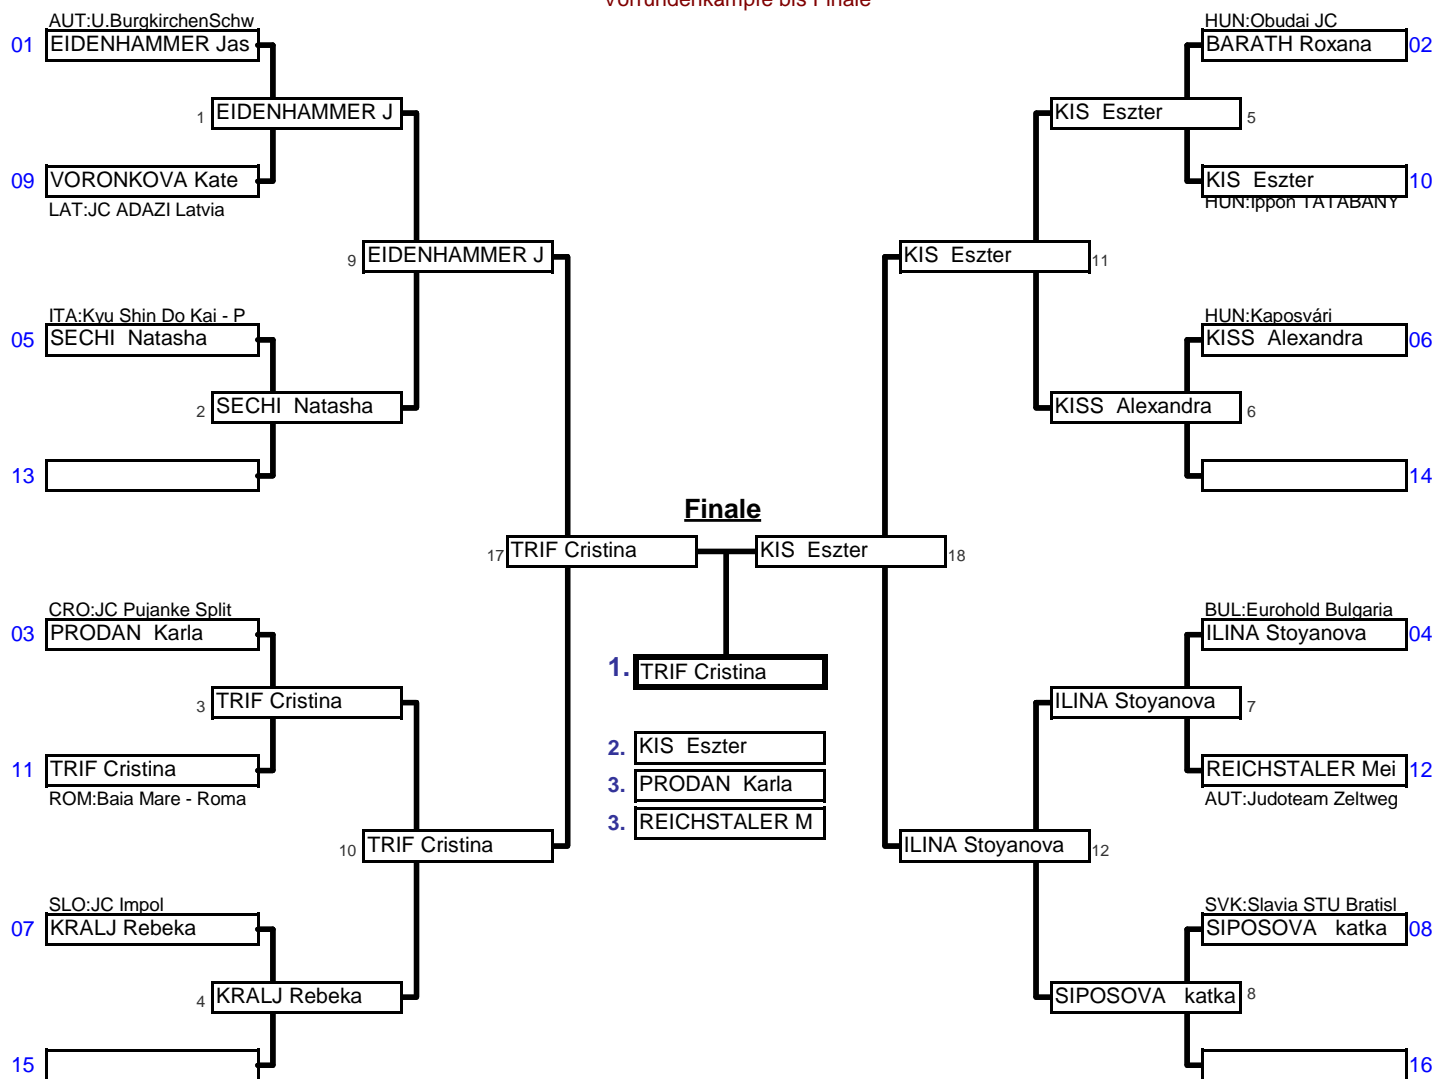 Vorrundenkämpfe bis Finale
AUT:U.BurgkirchenSchw
01 EIDENHAMMER Jas
1 EIDENHAMMER J
09 VORONKOVA Kate
LAT:JC ADAZI Latvia
9 EIDENHAMMER J
ITA:Kyu Shin Do Kai - P
05 SECHI Natasha
2 SECHI Natasha
13
17 TRIF Cristina
CRO:JC Pujanke Split
03 PRODAN Karla
3 TRIF Cristina
11 TRIF Cristina
ROM:Baia Mare - Roma
10 TRIF Cristina
SLO:JC Impol
07 KRALJ Rebeka
4 KRALJ Rebeka
15
Finale
1. TRIF Cristina
2. KIS Eszter
3. PRODAN Karla
3. REICHSTALER M
HUN:Obudai JC
BARATH Roxana 02
KIS Eszter 5
KIS Eszter 10
HUN:Ippon TATABANY
KIS Eszter 11
HUN:Kaposvári
KISS Alexandra 06
KISS Alexandra 6
14
KIS Eszter 18
BUL:Eurohold Bulgaria
ILINA Stoyanova 04
ILINA Stoyanova 7
REICHSTALER Mei 12
AUT:Judoteam Zeltweg
ILINA Stoyanova 12
SVK:Slavia STU Bratisl
SIPOSOVA katka 08
SIPOSOVA katka 8
16